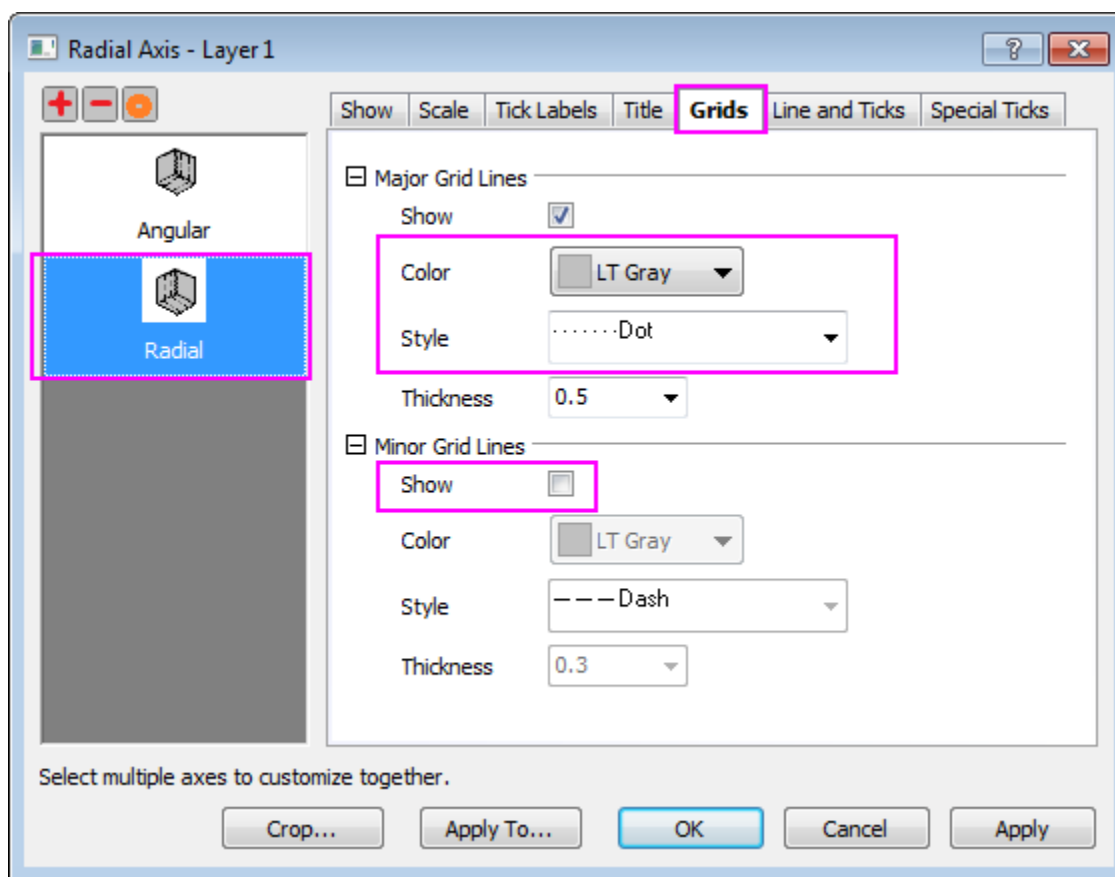 Radial Axis - Layer 1
Show Scale Tick Labels Title Grids Line and Ticks Special Ticks
Angular
Radial
Major Grid Lines
Show
Color LT Gray
Style Dot
Thickness 0.5
Minor Grid Lines
Show
Color LT Gray
Style Dash
Thickness 0.3
Select multiple axes to customize together.
Crop... Apply To... OK Cancel Apply